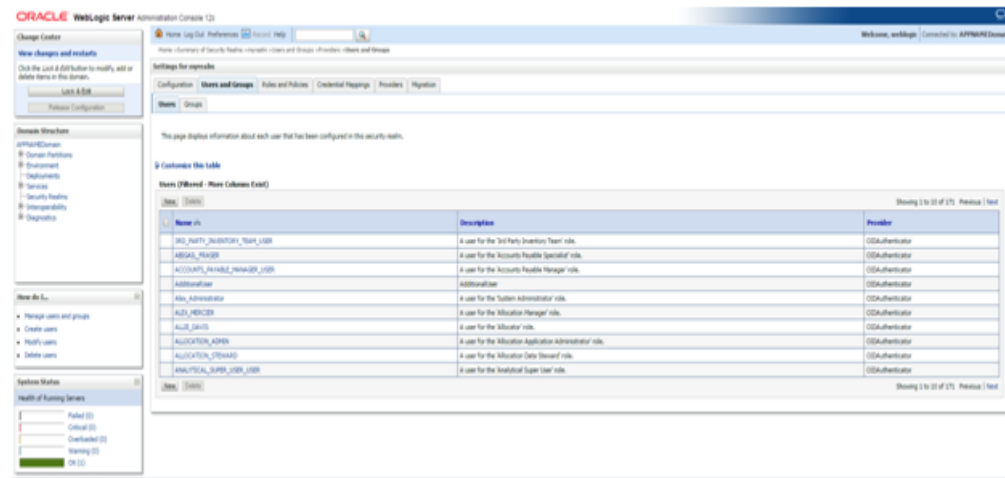 ORACLE WebLogic Server Administration Console 12c
Change Center
View changes and restarts
Click the Lock & Edit button to modify, add or
delete items in this domain.
Lock & Edit
Release Configuration
Domain Structure
APPNAMEDomain
Domain Partitions
Environment
Deployments
Services
Security Realms
Interoperability
Diagnostics
How do I...
Manage users and groups
Create users
Modify users
Delete users
System Status
Health of Running Servers
Failed (0)
Critical (0)
Overloaded (0)
Warning (0)
OK (1)
Home Log Out Preferences Record Help
Welcome, weblogic Connected to: APPNAMEDomai
Home >Summary of Security Realms >myrealm >Users and Groups >Providers >Users and Groups
Settings for myrealm
Configuration Users and Groups Roles and Policies Credential Mappings Providers Migration
Users Groups
This page displays information about each user that has been configured in this security realm.
Customize this table
Users (Filtered - More Columns Exist)
New Delete Showing 1 to 10 of 171 Previous | Next
Name Description Provider
3RD_PARTY_INVENTORY_TEAM_USER A user for the '3rd Party Inventory Team' role. OIDAuthenticator
A user for the 'Accounts Payable Specialist' role. OIDAuthenticator
ACCOUNTS_PAYABLE_MANAGER_USER A user for the 'Accounts Payable Manager' role. OIDAuthenticator
AdditionalUser AdditionalUser OIDAuthenticator
Alex_Administrator A user for the 'System Administrator' role. OIDAuthenticator
ALEX_MERCER A user for the 'Allocation Manager' role. OIDAuthenticator
ALLIE_DAVIS A user for the 'Allocator' role. OIDAuthenticator
ALLOCATION_ADMIN A user for the 'Allocation Application Administrator' role. OIDAuthenticator
ALLOCATION_STEWARD A user for the 'Allocation Data Steward' role. OIDAuthenticator
ANALYTICAL_SUPER_USER_USER A user for the 'Analytical Super User' role. OIDAuthenticator
New Delete Showing 1 to 10 of 171 Previous | Next